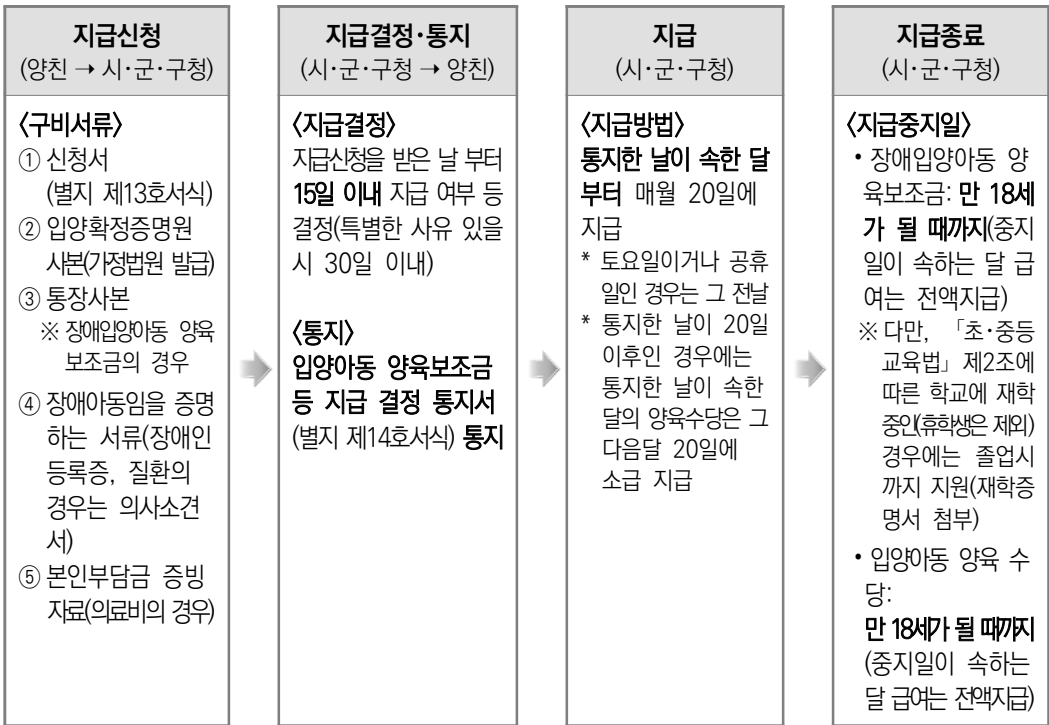 지급신청
(양친 → 시·군·구청)
〈구비서류〉
① 신청서
(별지 제13호서식)
② 입양확정증명원
사본(가정법원 발급)
③ 통장사본
※ 장애입양아동 양육
보조금의 경우
④ 장애아동임을 증명
하는 서류(장애인
등록증, 질환의
경우는 의사소견
서)
⑤ 본인부담금 증빙
자료(의료비의 경우)
지급결정·통지
(시·군·구청 → 양친)
〈지급결정〉
지급신청을 받은 날 부터
15일 이내 지급 여부 등
결정(특별한 사유 있을
시 30일 이내)
〈통지〉
입양아동 양육보조금
등 지급 결정 통지서
(별지 제14호서식) 통지
지급
(시·군·구청)
〈지급방법〉
통지한 날이 속한 달
부터 매월 20일에
지급
* 토요일이거나 공휴
일인 경우는 그 전날
* 통지한 날이 20일
이후인 경우에는
통지한 날이 속한
달의 양육수당은 그
다음달 20일에
소급 지급
지급종료
(시·군·구청)
〈지급중지일〉
• 장애입양아동 양
육보조금: 만 18세
가 될 때까지(중지
일이 속하는 달 급
여는 전액지급)
※ 다만, 「초·중등
교육법」 제2조에
따른 학교에 재학
중인(휴학생은 제외)
경우에는 졸업시
까지 지원(재학증
명서 첨부)
• 입양아동 양육 수
당:
만 18세가 될 때까지
(중지일이 속하는
달 급여는 전액지급)